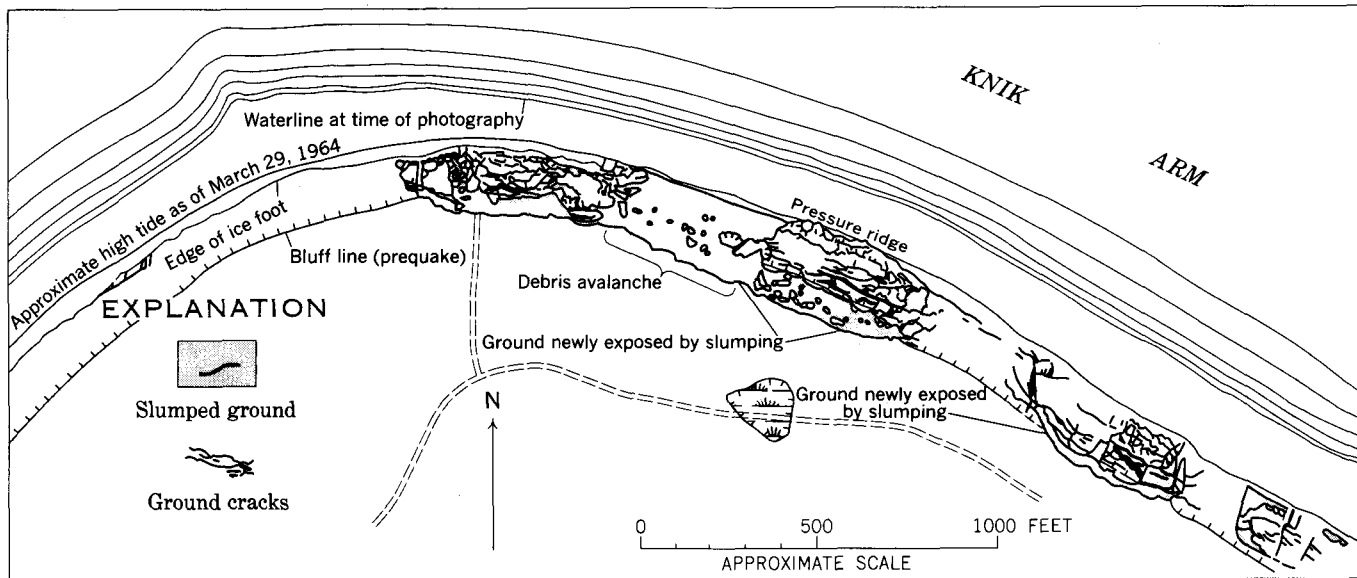 KNIK
ARM
Waterline at time of photography
Approximate high tide as of March 29, 1964
Edge of ice foot
Bluff line (prequake)
Pressure ridge
Debris avalanche
Ground newly exposed by slumping
Ground newly exposed
by slumping
EXPLANATION
Slumped ground
Ground cracks
N
0 500 1000 FEET
APPROXIMATE SCALE